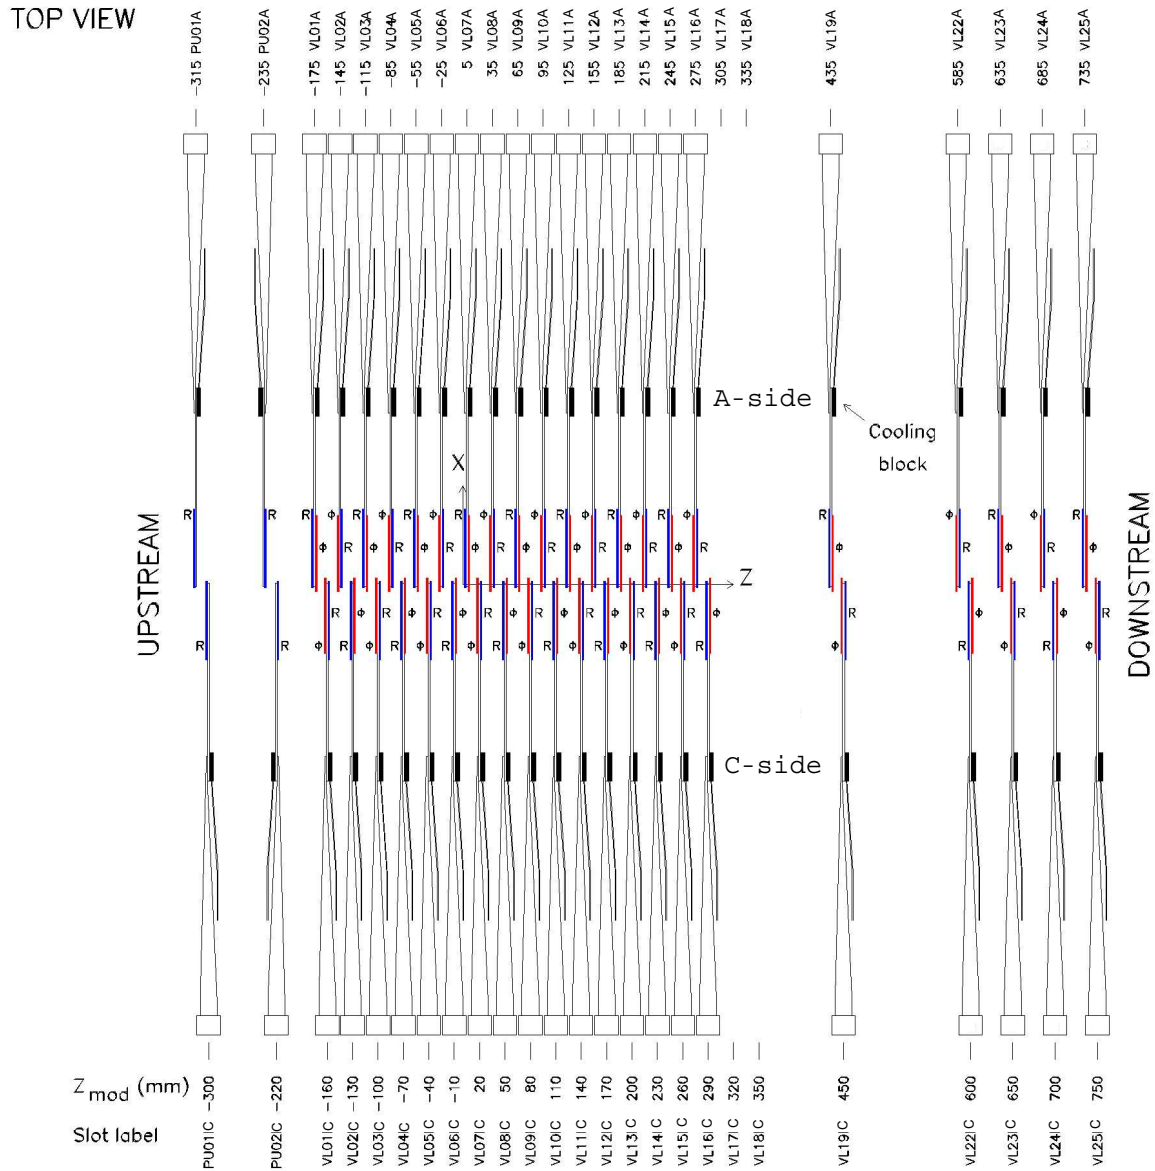 TOP VIEW
-315 PU01A
-235 PU02A
-175 VL01A
-145 VL02A
-115 VL03A
-85 VL04A
-55 VL05A
-25 VL06A
5 VL07A
35 VL08A
65 VL09A
95 VL10A
125 VL11A
155 VL12A
185 VL13A
215 VL14A
245 VL15A
275 VL16A
305 VL17A
335 VL18A
435 VL19A
585 VL22A
635 VL23A
685 VL24A
735 VL25A
A-side
Cooling
block
X
UPSTREAM
DOWNSTREAM
R R R Φ R Φ R Φ R Φ R Φ R Φ R Φ R Φ R Φ Φ R Φ
Φ R Φ R Φ R Φ R Φ R Φ R Φ R Φ R Φ R Φ R Φ
Z
R Φ R Φ R Φ R Φ R Φ R Φ R Φ R Φ R Φ R Φ R
R R Φ R Φ R Φ R Φ R Φ R Φ R Φ R Φ R Φ R Φ R Φ
C-side
Zmod (mm)
Slot label
PU01C -300
PU02C -220
VL01C -160
VL02C -130
VL03C -100
VL04C -70
VL05C -40
VL06C -10
VL07C 20
VL08C 50
VL09C 80
VL10C 110
VL11C 140
VL12C 170
VL13C 200
VL14C 230
VL15C 260
VL16C 290
VL17C 320
VL18C 350
VL19C 450
VL22C 600
VL23C 650
VL24C 700
VL25C 750